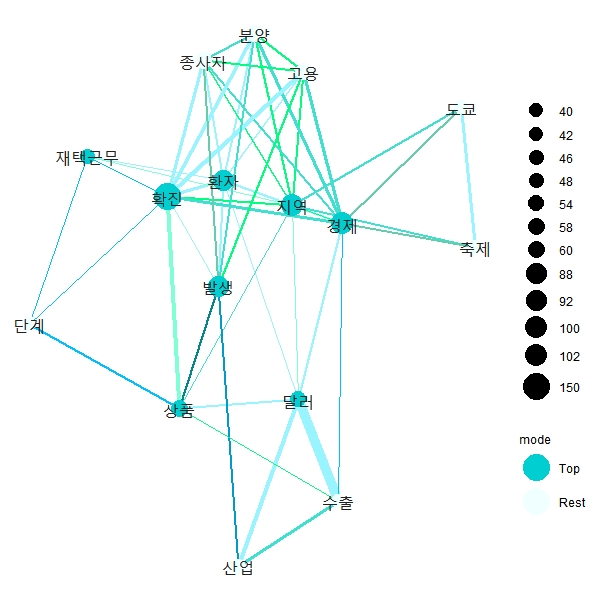 분양
종사자
고용
도쿄
재택근무
환자
확진
지역
경제
축제
발생
단계
상품
달러
수출
산업
40
42
46
48
54
58
60
88
92
100
102
150
mode
Top
Rest